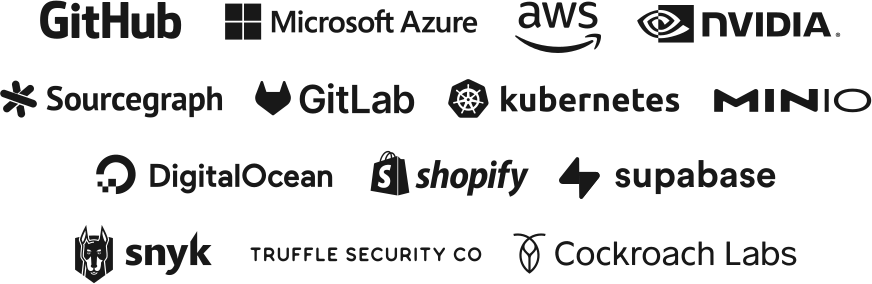 GitHub Microsoft Azure aws NVIDIA.
Sourcegraph GitLab kubernetes MINIO
DigitalOcean shopify supabase
snyk TRUFFLE SECURITY CO Cockroach Labs